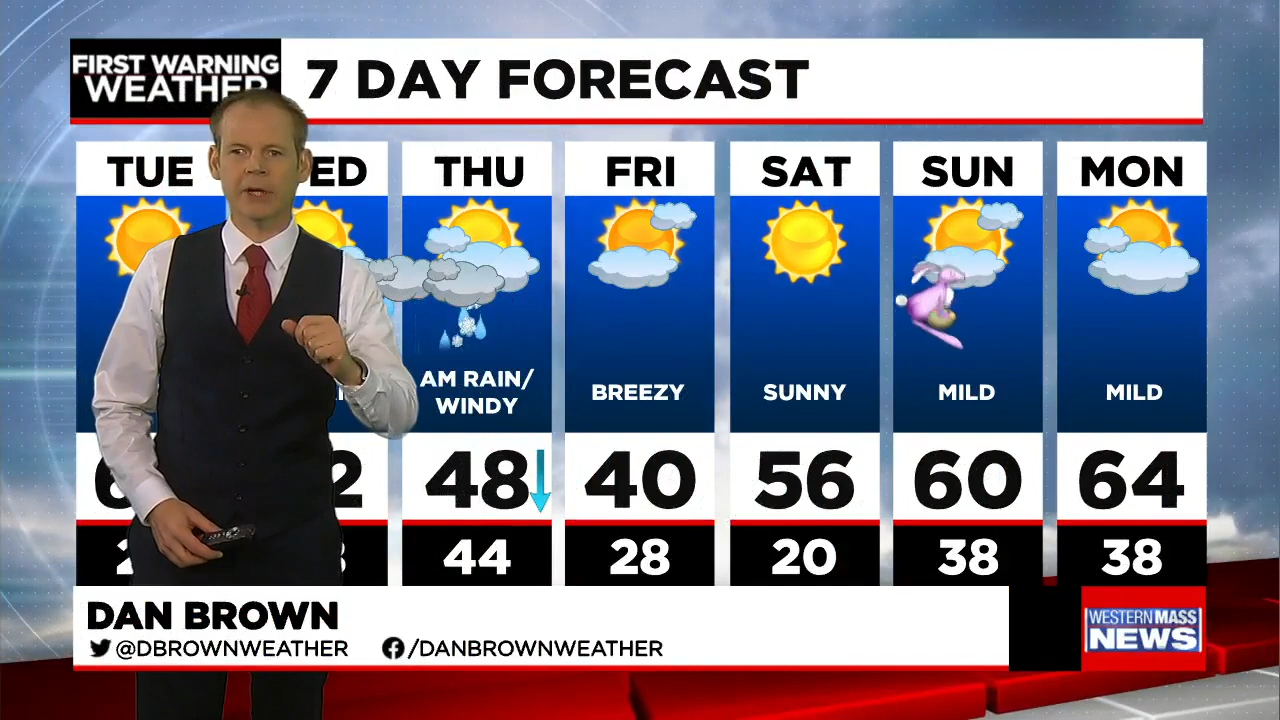 FIRST WARNING
WEATHER
7 DAY FORECAST
TUE
THU
FRI
SAT
SUN
MON
AM RAIN/
WINDY
BREEZY
SUNNY
MILD
MILD
48
40
56
60
64
44
28
20
38
38
DAN BROWN
@DBROWNWEATHER
/DANBROWNWEATHER
WESTERN MASS
NEWS